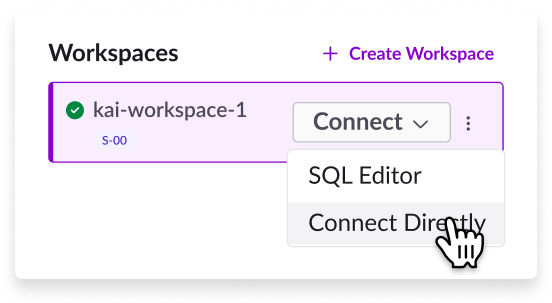 Workspaces
+ Create Workspace
kai-workspace-1
Connect
S-00
SQL Editor
Connect Directly